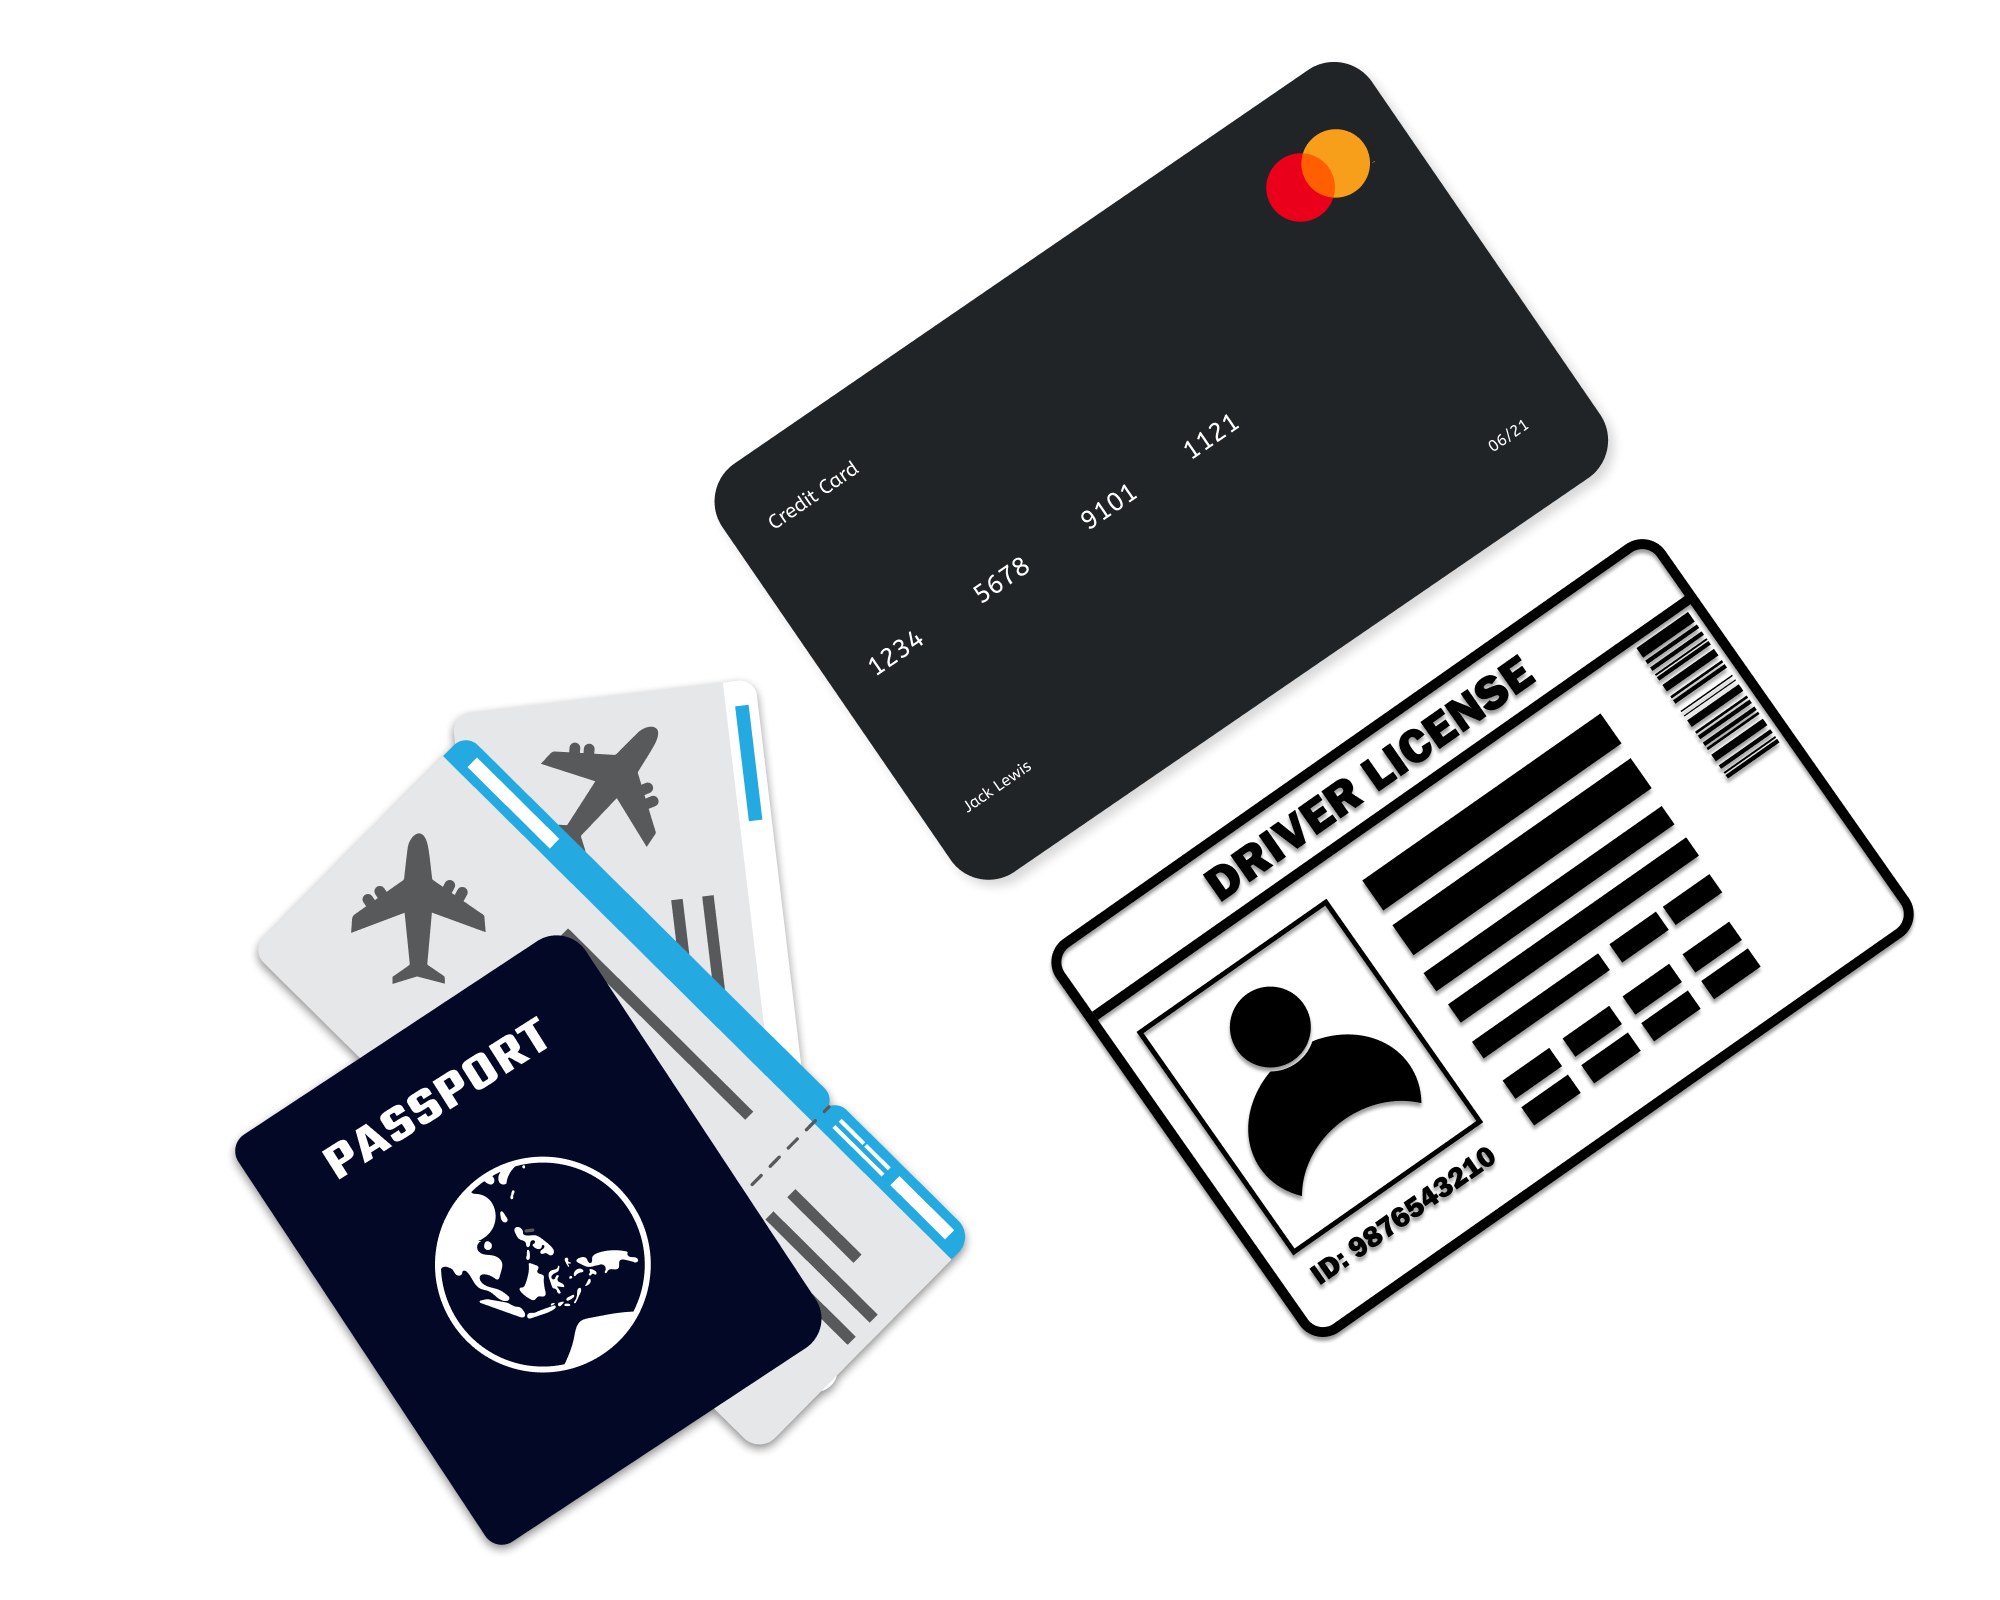 Credit Card
1234 5678 9101 1121
06/21
Jack Lewis
DRIVER LICENSE
ID: 9876543210
PASSPORT